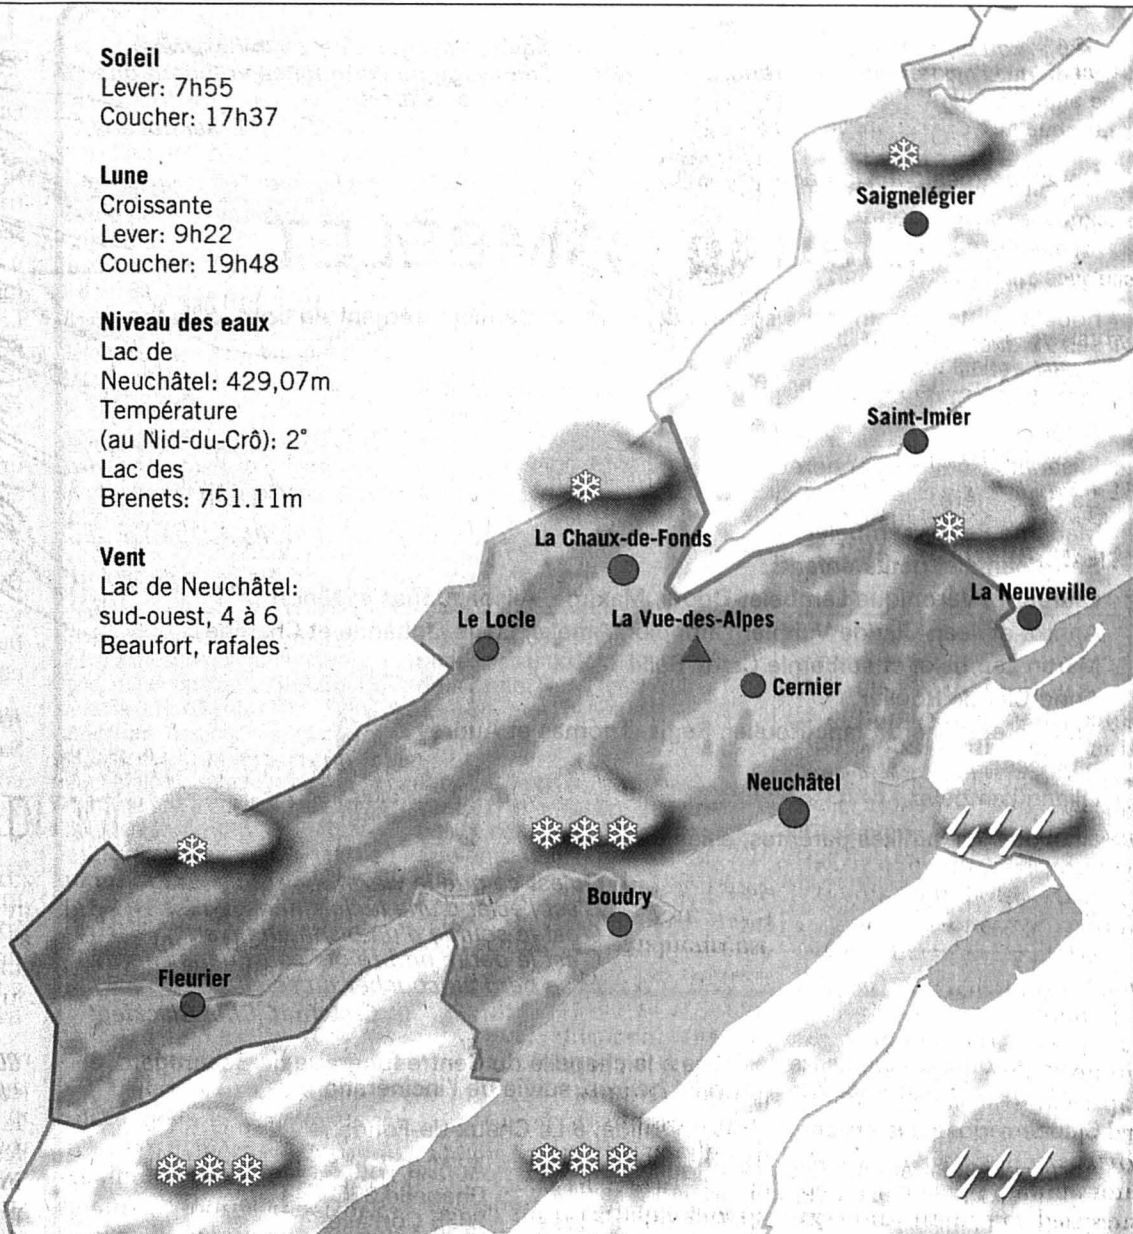 Soleil
Lever: 7h55
Coucher: 17h37
Lune
Croissante
Lever: 9h22
Coucher: 19h48
Niveau des eaux
Lac de
Neuchâtel: 429,07m
Température
(au Nid-du-Crô): 2°
Lac des
Brenets: 751.11m
Vent
Lac de Neuchâtel:
sud-ouest, 4 à 6
Beaufort, rafales
Saignelégier
Saint-Imier
La Chaux-de-Fonds
La Neuveville
Le Locle
La Vue-des-Alpes
Cernier
Neuchâtel
Boudry
Fleurier